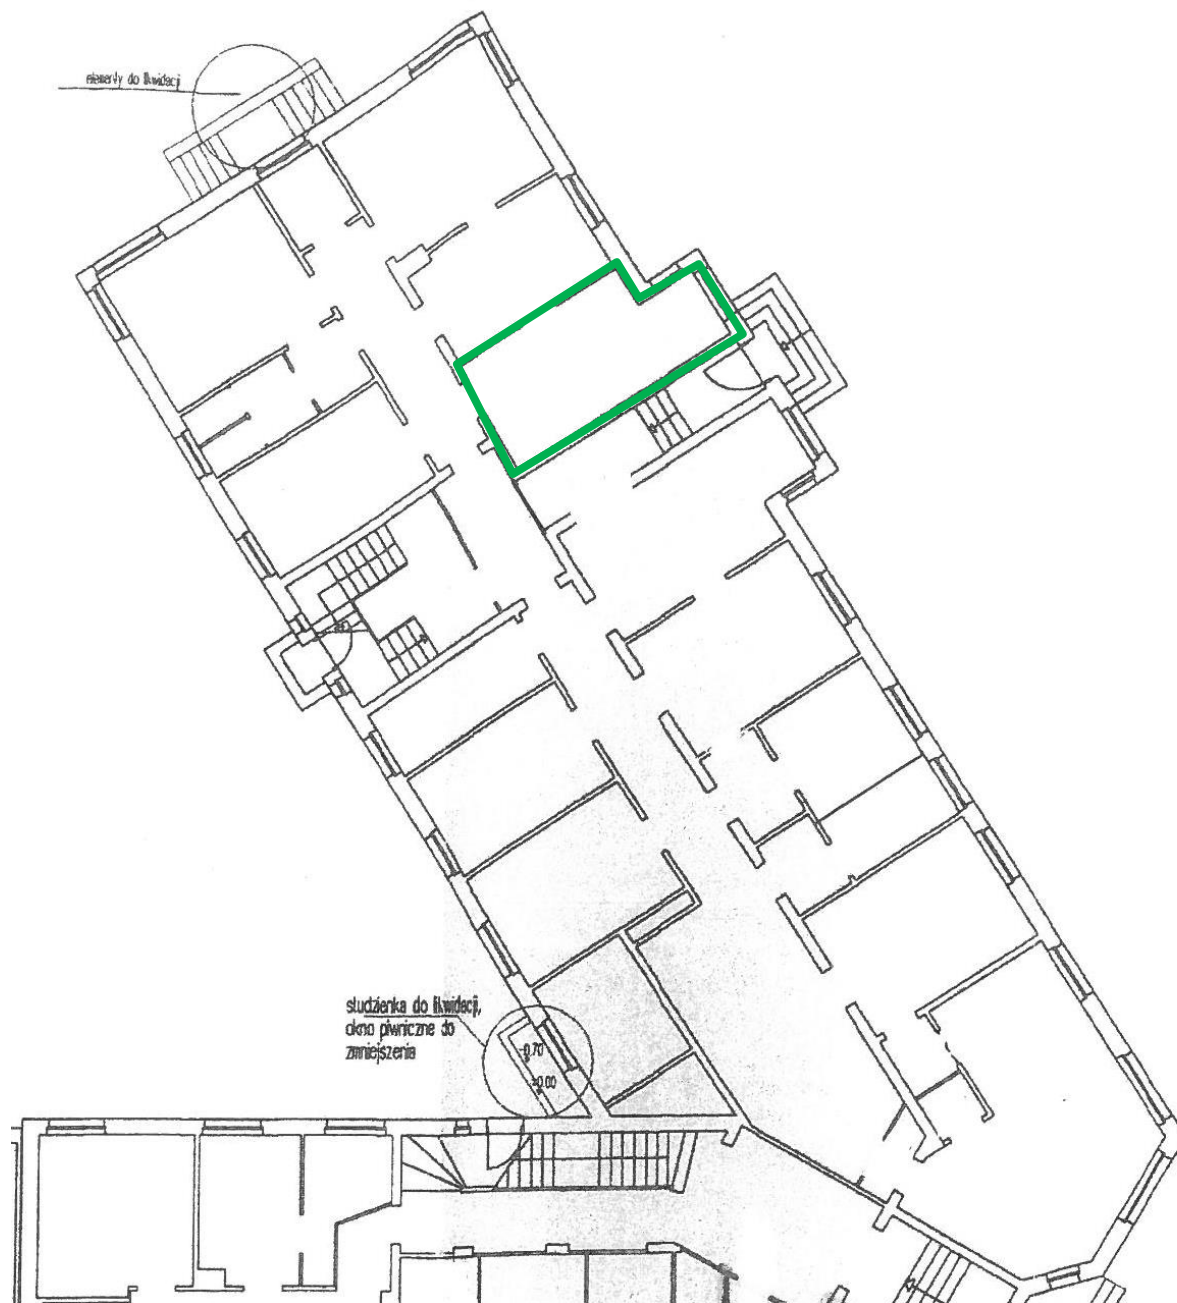 elementy do likwidacji
studzienka do likwidacji,
okno piwniczne do
zmniejszenia
-0.70
±0.00